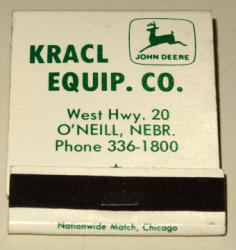 JOHN DEERE
KRACL
EQUIP. CO.
West Hwy. 20
O'NEILL, NEBR.
Phone 336-1800
Nationwide Match, Chicago